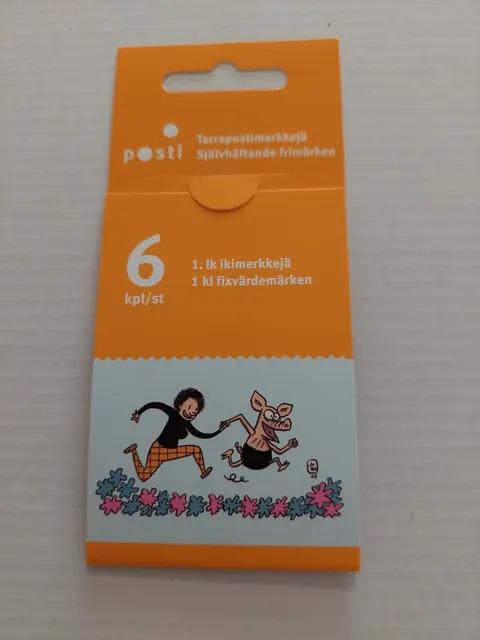 posti
Tarrapostimerkkejä
Självhäftande frimärken
6
kpl/st
1. lk ikimerkkejä
1 kl fixvärdemärken